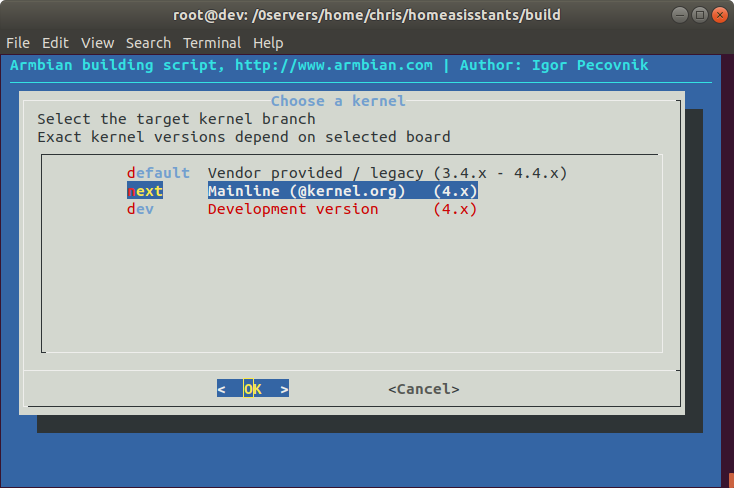 root@dev: /0servers/home/chris/homeasisstants/build
File Edit View Search Terminal Help
Armbian building script, http://www.armbian.com | Author: Igor Pecovnik
Choose a kernel
Select the target kernel branch
Exact kernel versions depend on selected board
default Vendor provided / legacy (3.4.x - 4.4.x)
next Mainline (@kernel.org) (4.x)
dev Development version (4.x)
< OK > <Cancel>